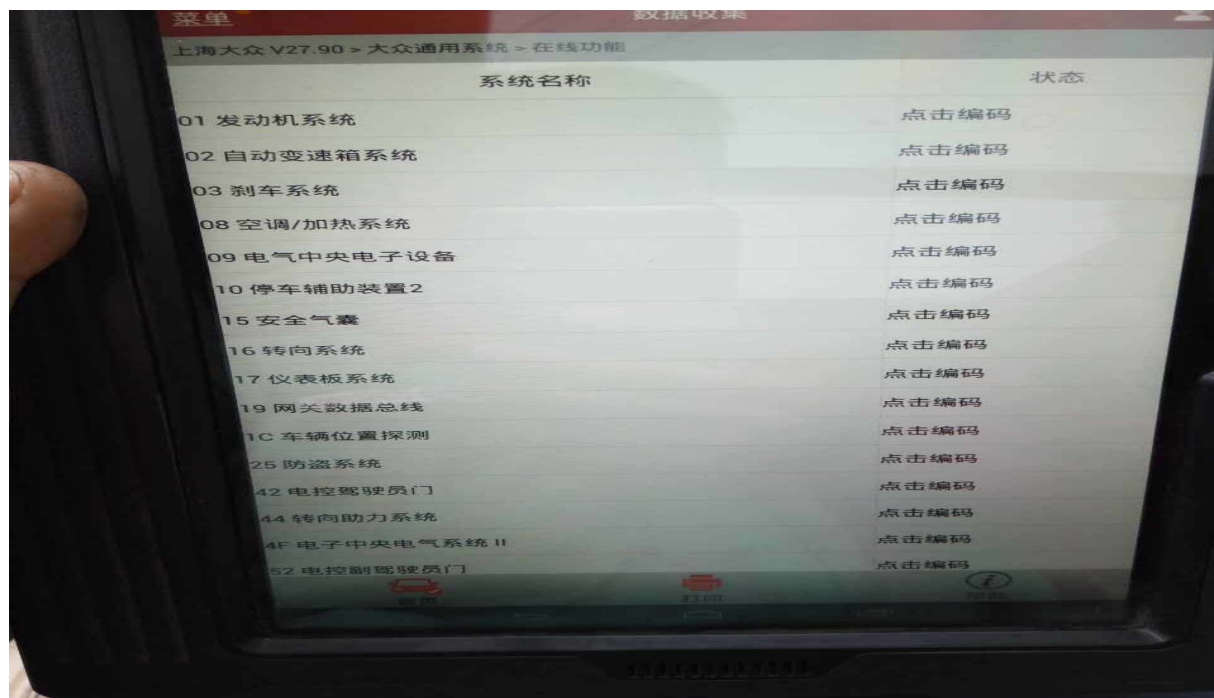 菜单
数据收集
上海大众 V27.90 > 大众通用系统 > 在线功能
系统名称 状态
01 发动机系统 点击编码
02 自动变速箱系统 点击编码
03 刹车系统 点击编码
08 空调/加热系统 点击编码
09 电气中央电子设备 点击编码
10 停车辅助装置2 点击编码
15 安全气囊 点击编码
16 转向系统 点击编码
17 仪表板系统 点击编码
19 网关数据总线 点击编码
1C 车辆位置探测 点击编码
25 防盗系统 点击编码
42 电控驾驶员门 点击编码
44 转向助力系统 点击编码
4F 电子中央电气系统 II 点击编码
52 电控副驾驶员门 点击编码
打印